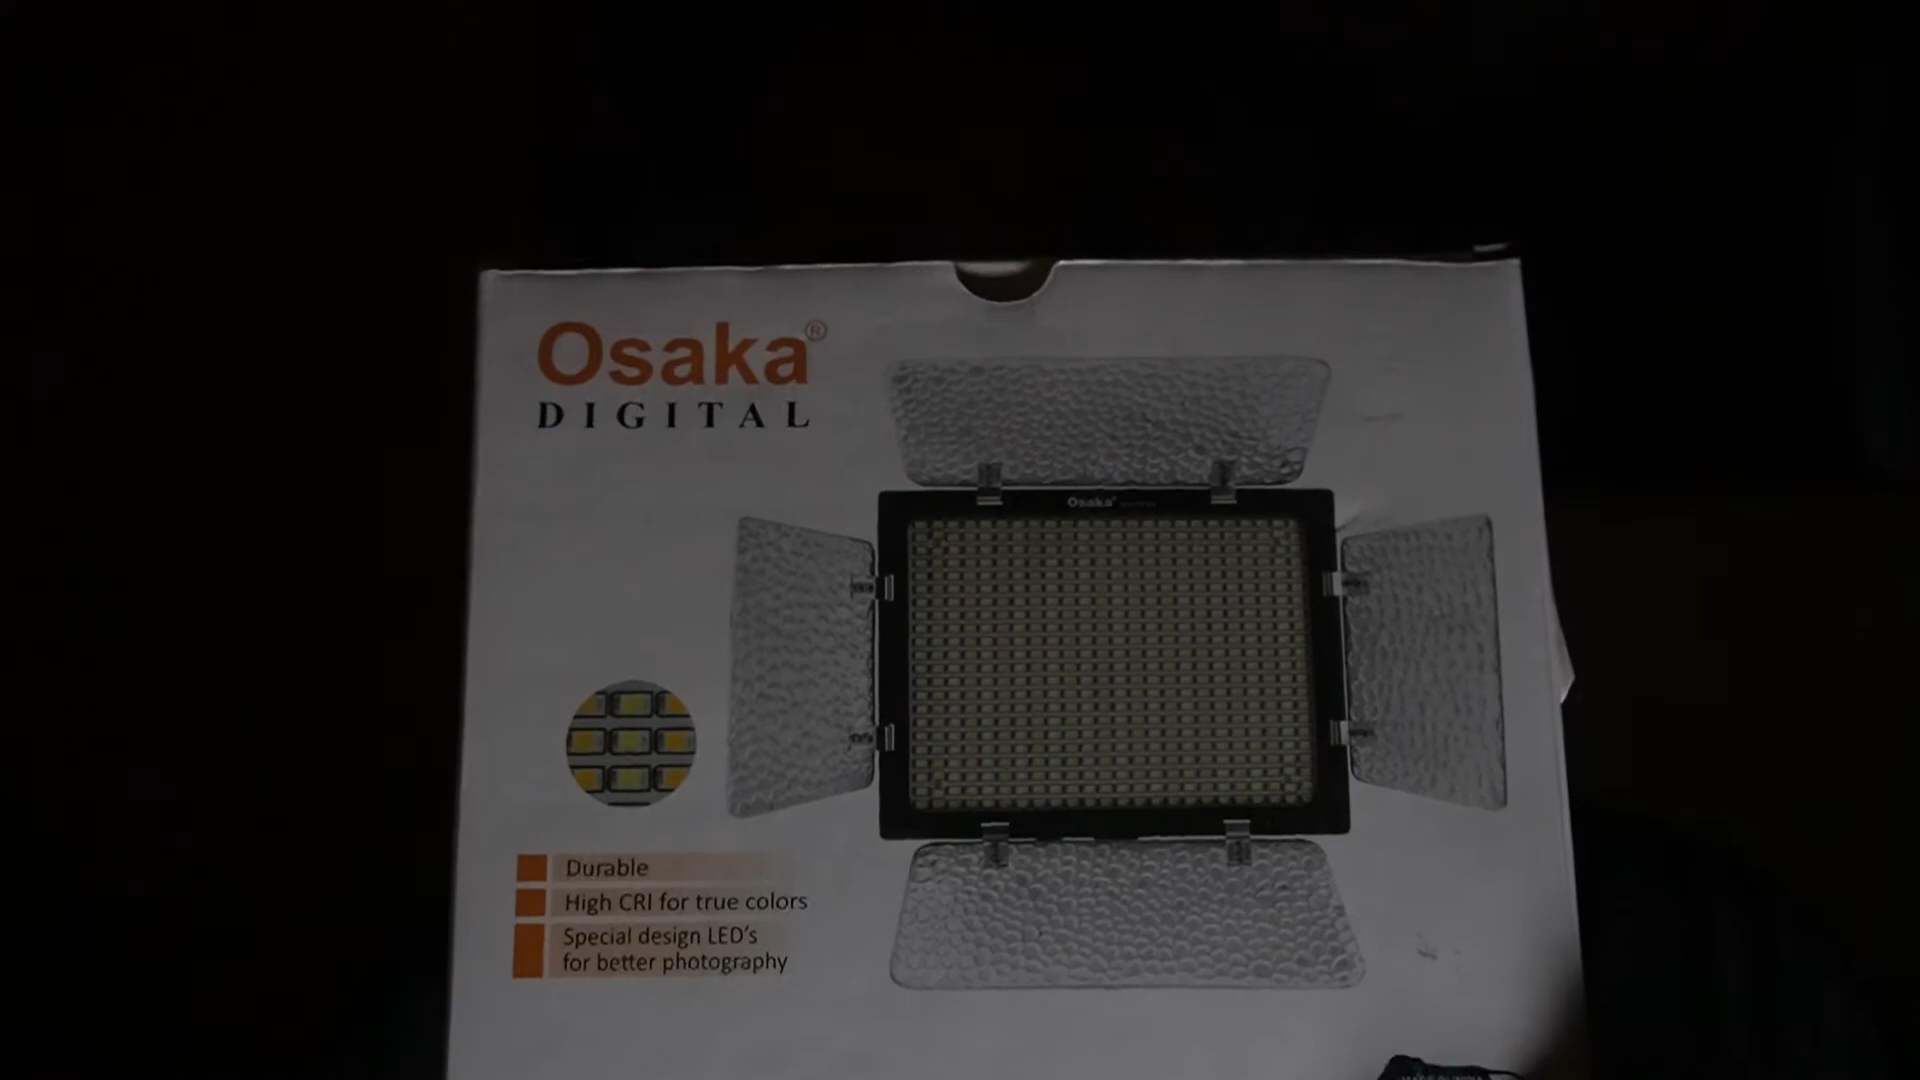 Osaka®
DIGITAL
Osaka®
Durable
High CRI for true colors
Special design LED's
for better photography